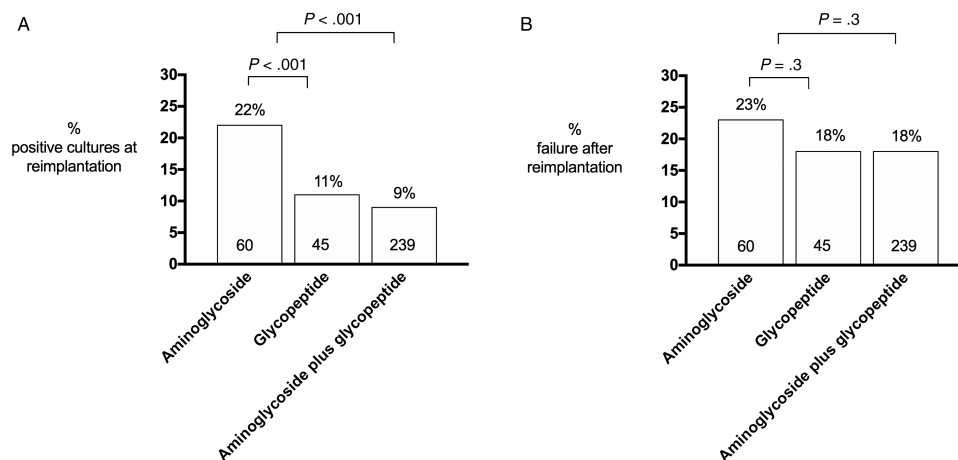 A
P < .001
P < .001
%
positive cultures at
reimplantation
30
25
20
15
10
5
0
22%
11%
9%
60
45
239
Aminoglycoside
Glycopeptide
Aminoglycoside plus glycopeptide
B
P = .3
P = .3
%
failure after
reimplantation
30
25
20
15
10
5
0
23%
18%
18%
60
45
239
Aminoglycoside
Glycopeptide
Aminoglycoside plus glycopeptide